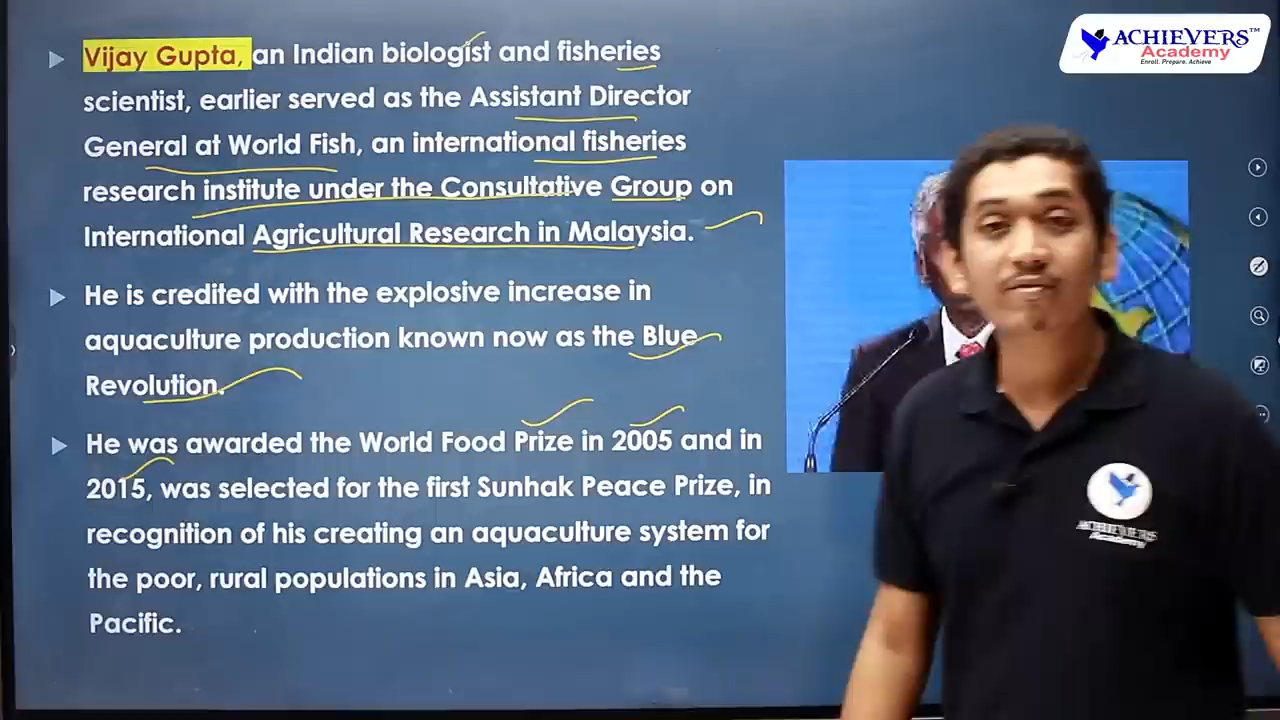 Vijay Gupta, an Indian biologist and fisheries
scientist, earlier served as the Assistant Director
General at World Fish, an international fisheries
research institute under the Consultative Group on
International Agricultural Research in Malaysia.
He is credited with the explosive increase in
aquaculture production known now as the Blue
Revolution.
He was awarded the World Food Prize in 2005 and in
2015, was selected for the first Sunhak Peace Prize, in
recognition of his creating an aquaculture system for
the poor, rural populations in Asia, Africa and the
Pacific.
ACHIEVERS™
Academy
Enroll. Prepare. Achieve
ACHIEVERS
Academy